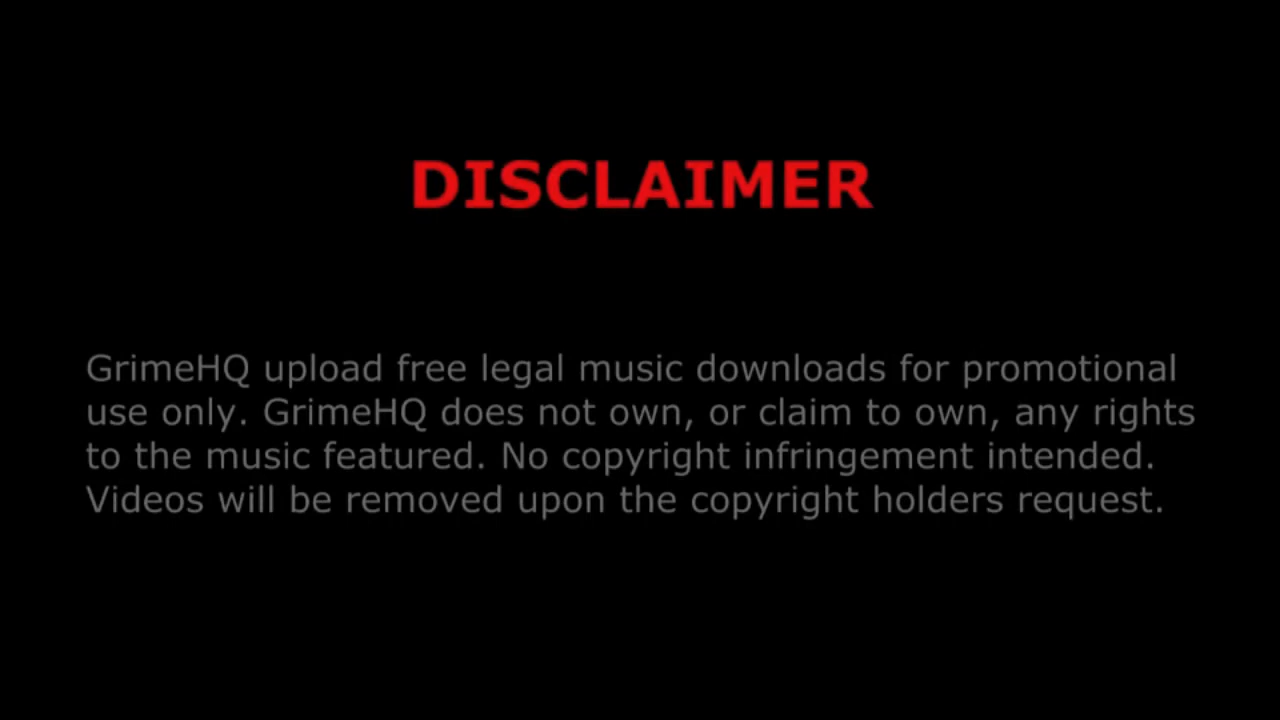 DISCLAIMER
GrimeHQ upload free legal music downloads for promotional
use only. GrimeHQ does not own, or claim to own, any rights
to the music featured. No copyright infringement intended.
Videos will be removed upon the copyright holders request.